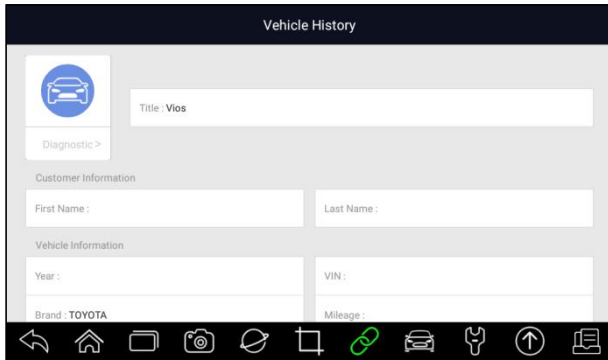 Vehicle History
Title : Vios
Diagnostic >
Customer Information
First Name :
Last Name :
Vehicle Information
Year :
VIN :
Brand : TOYOTA
Mileage :